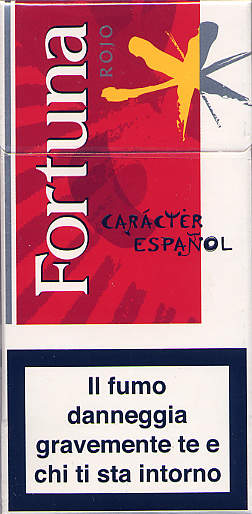 Fortuna
ROJO
CARÁCTER
ESPAÑOL
Il fumo
danneggia
gravemente te e
chi ti sta intorno